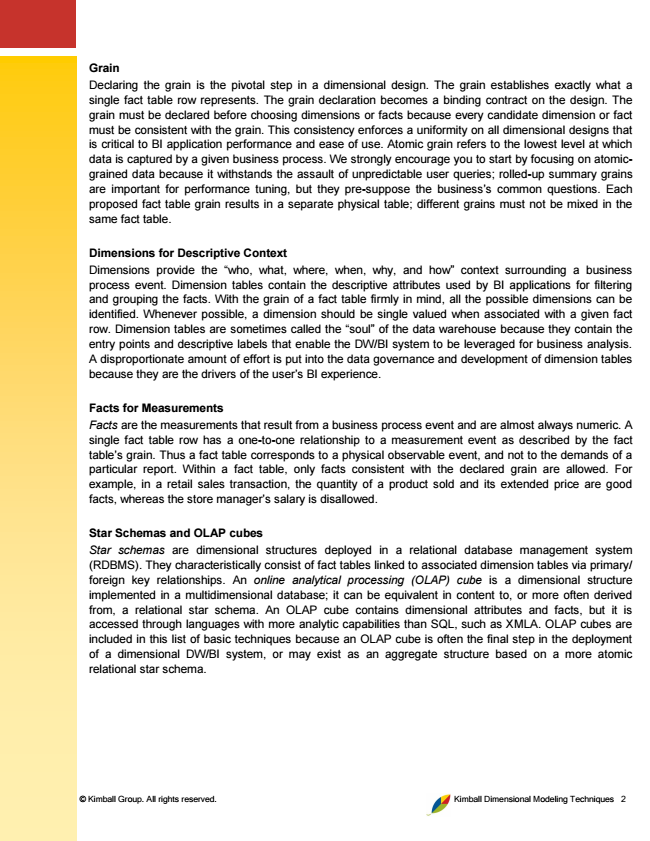 Grain
Declaring the grain is the pivotal step in a dimensional design. The grain establishes exactly what a
single fact table row represents. The grain declaration becomes a binding contract on the design. The
grain must be declared before choosing dimensions or facts because every candidate dimension or fact
must be consistent with the grain. This consistency enforces a uniformity on all dimensional designs that
is critical to BI application performance and ease of use. Atomic grain refers to the lowest level at which
data is captured by a given business process. We strongly encourage you to start by focusing on atomic-
grained data because it withstands the assault of unpredictable user queries; rolled-up summary grains
are important for performance tuning, but they pre-suppose the business's common questions. Each
proposed fact table grain results in a separate physical table; different grains must not be mixed in the
same fact table.
Dimensions for Descriptive Context
Dimensions provide the “who, what, where, when, why, and how” context surrounding a business
process event. Dimension tables contain the descriptive attributes used by BI applications for filtering
and grouping the facts. With the grain of a fact table firmly in mind, all the possible dimensions can be
identified. Whenever possible, a dimension should be single valued when associated with a given fact
row. Dimension tables are sometimes called the “soul” of the data warehouse because they contain the
entry points and descriptive labels that enable the DW/BI system to be leveraged for business analysis.
A disproportionate amount of effort is put into the data governance and development of dimension tables
because they are the drivers of the user's BI experience.
Facts for Measurements
Facts are the measurements that result from a business process event and are almost always numeric. A
single fact table row has a one-to-one relationship to a measurement event as described by the fact
table's grain. Thus a fact table corresponds to a physical observable event, and not to the demands of a
particular report. Within a fact table, only facts consistent with the declared grain are allowed. For
example, in a retail sales transaction, the quantity of a product sold and its extended price are good
facts, whereas the store manager's salary is disallowed.
Star Schemas and OLAP cubes
Star schemas are dimensional structures deployed in a relational database management system
(RDBMS). They characteristically consist of fact tables linked to associated dimension tables via primary/
foreign key relationships. An online analytical processing (OLAP) cube is a dimensional structure
implemented in a multidimensional database; it can be equivalent in content to, or more often derived
from, a relational star schema. An OLAP cube contains dimensional attributes and facts, but it is
accessed through languages with more analytic capabilities than SQL, such as XMLA. OLAP cubes are
included in this list of basic techniques because an OLAP cube is often the final step in the deployment
of a dimensional DW/BI system, or may exist as an aggregate structure based on a more atomic
relational star schema.
© Kimball Group. All rights reserved. Kimball Dimensional Modeling Techniques 2